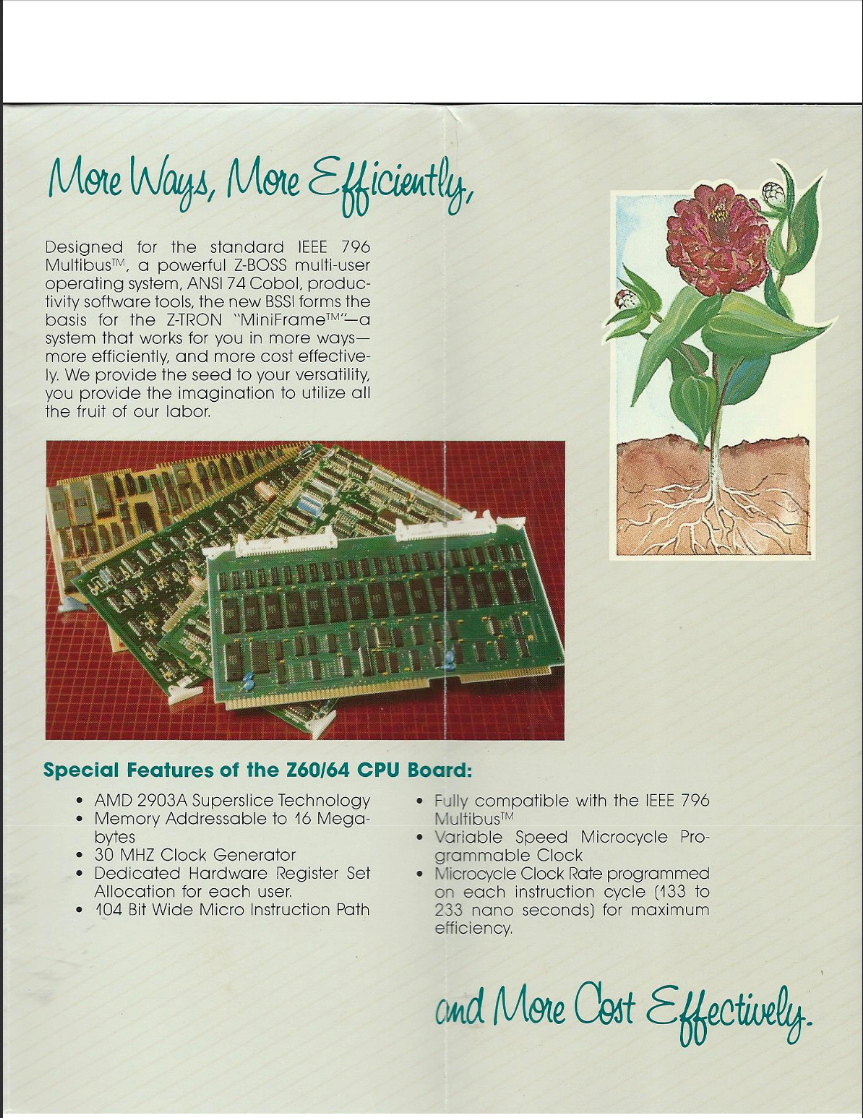 More Ways, More Efficiently,
Designed for the standard IEEE 796
Multibus™, a powerful Z-BOSS multi-user
operating system, ANSI 74 Cobol, produc-
tivity software tools, the new BSSI forms the
basis for the Z-TRON "MiniFrame™"—a
system that works for you in more ways—
more efficiently, and more cost effective-
ly. We provide the seed to your versatility,
you provide the imagination to utilize all
the fruit of our labor.
Special Features of the Z60/64 CPU Board:
• AMD 2903A Superslice Technology
• Memory Addressable to 16 Mega-
bytes
• 30 MHZ Clock Generator
• Dedicated Hardware Register Set
Allocation for each user.
• 104 Bit Wide Micro Instruction Path
• Fully compatible with the IEEE 796
Multibus™
• Variable Speed Microcycle Pro-
grammable Clock
• Microcycle Clock Rate programmed
on each instruction cycle (133 to
233 nano seconds) for maximum
efficiency.
and More Cost Effectively.